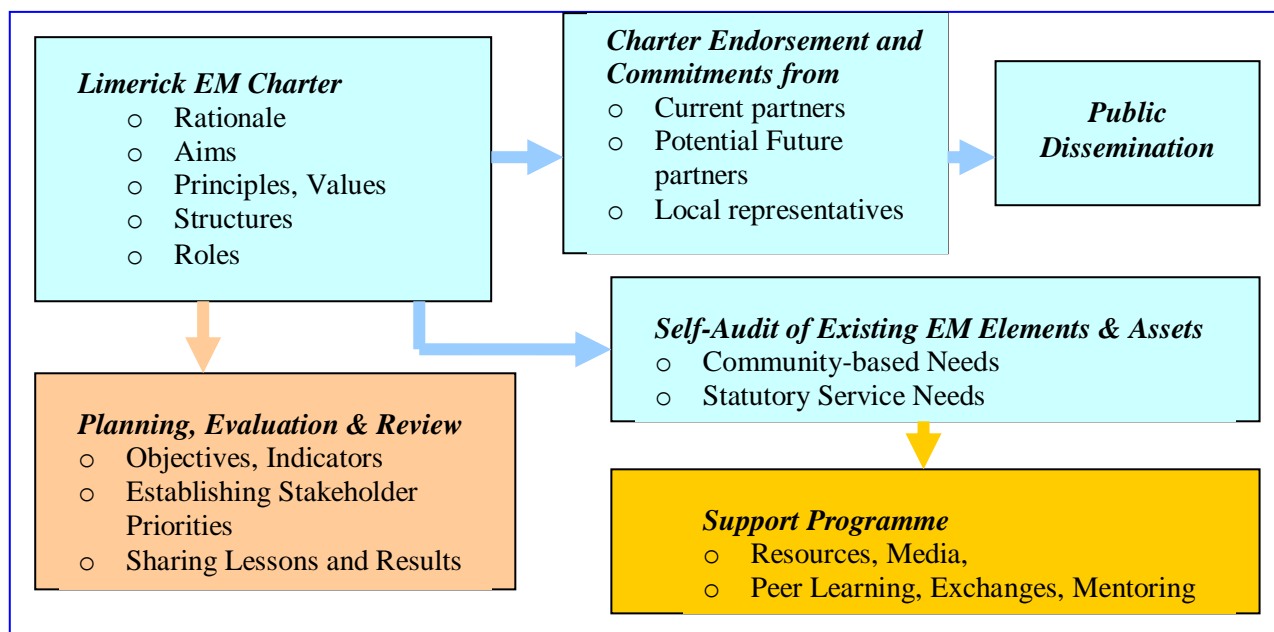 Limerick EM Charter
o Rationale
o Aims
o Principles, Values
o Structures
o Roles
Charter Endorsement and
Commitments from
o Current partners
o Potential Future
partners
o Local representatives
Public
Dissemination
Self-Audit of Existing EM Elements & Assets
o Community-based Needs
o Statutory Service Needs
Planning, Evaluation & Review
o Objectives, Indicators
o Establishing Stakeholder
Priorities
o Sharing Lessons and Results
Support Programme
o Resources, Media,
o Peer Learning, Exchanges, Mentoring